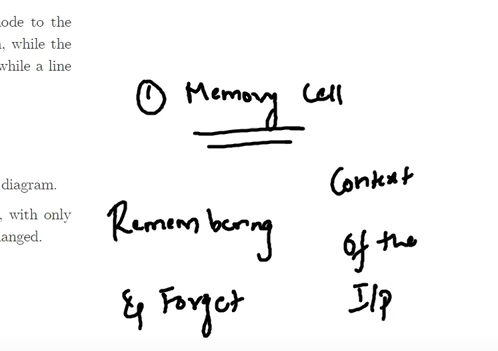 ode to the
, while the
while a line
① Memory Cell
diagram.
, with only
anged.
Remembering
& Forget
Context
Of the
I/P